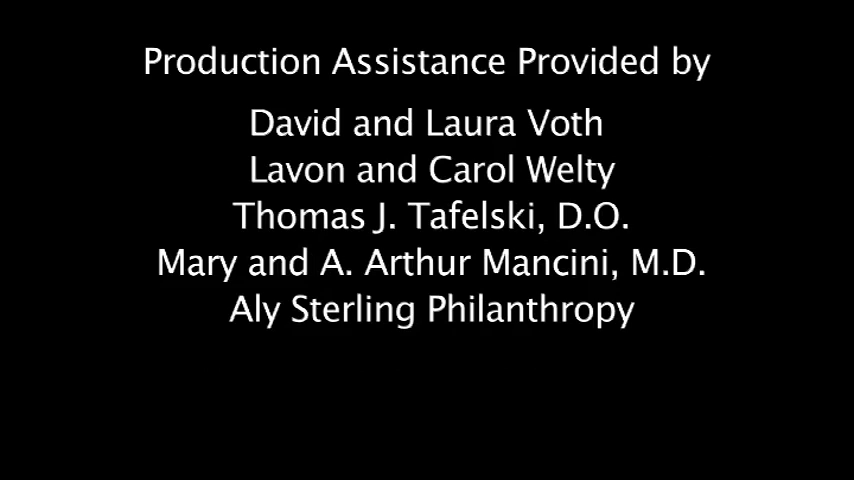 Production Assistance Provided by
David and Laura Voth
Lavon and Carol Welty
Thomas J. Tafelski, D.O.
Mary and A. Arthur Mancini, M.D.
Aly Sterling Philanthropy